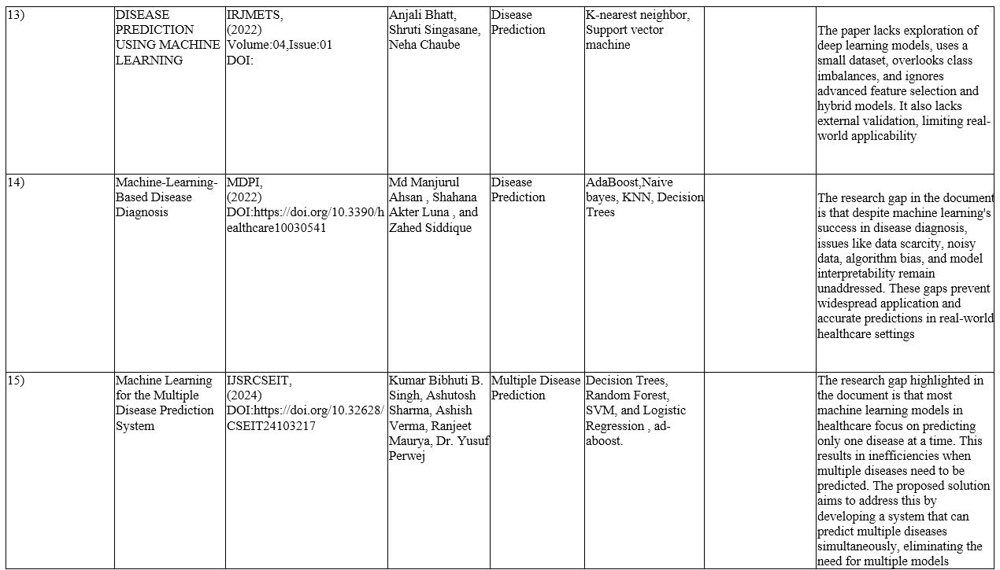 13)
DISEASE
PREDICTION
USING MACHINE
LEARNING
IRJMETS,
(2022)
Volume:04,Issue:01
DOI:
Anjali Bhatt,
Shruti Singasane,
Neha Chaube
Disease
Prediction
K-nearest neighbor,
Support vector
machine
The paper lacks exploration of
deep learning models, uses a
small dataset, overlooks class
imbalances, and ignores
advanced feature selection and
hybrid models. It also lacks
external validation, limiting real-
world applicability
14)
Machine-Learning-
Based Disease
Diagnosis
MDPI,
(2022)
DOI:https://doi.org/10.3390/h
ealthcare10030541
Md Manjurul
Ahsan , Shahana
Akter Luna , and
Zahed Siddique
Disease
Prediction
AdaBoost,Naive
bayes, KNN, Decision
Trees
The research gap in the document
is that despite machine learning's
success in disease diagnosis,
issues like data scarcity, noisy
data, algorithm bias, and model
interpretability remain
unaddressed. These gaps prevent
widespread application and
accurate predictions in real-world
healthcare settings
15)
Machine Learning
for the Multiple
Disease Prediction
System
IJSRCSEIT,
(2024)
DOI:https://doi.org/10.32628/
CSEIT24103217
Kumar Bibhuti B.
Singh, Ashutosh
Sharma, Ashish
Verma, Ranjeet
Maurya, Dr. Yusuf
Perwej
Multiple Disease
Prediction
Decision Trees,
Random Forest,
SVM, and Logistic
Regression , ad-
aboost.
The research gap highlighted in
the document is that most
machine learning models in
healthcare focus on predicting
only one disease at a time. This
results in inefficiencies when
multiple diseases need to be
predicted. The proposed solution
aims to address this by
developing a system that can
predict multiple diseases
simultaneously, eliminating the
need for multiple models